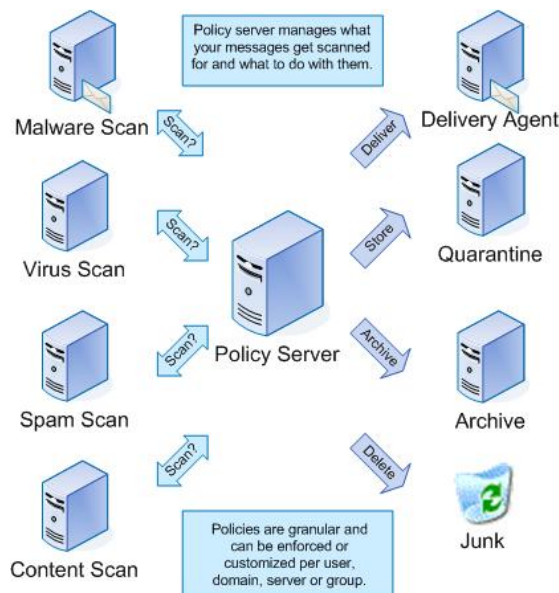 Policy server manages what
your messages get scanned
for and what to do with them.
Malware Scan
Scan?
Deliver
Delivery Agent
Virus Scan
Scan?
Store
Quarantine
Policy Server
Spam Scan
Scan?
Archive
Archive
Content Scan
Scan?
Delete
Junk
Policies are granular and
can be enforced or
customized per user,
domain, server or group.